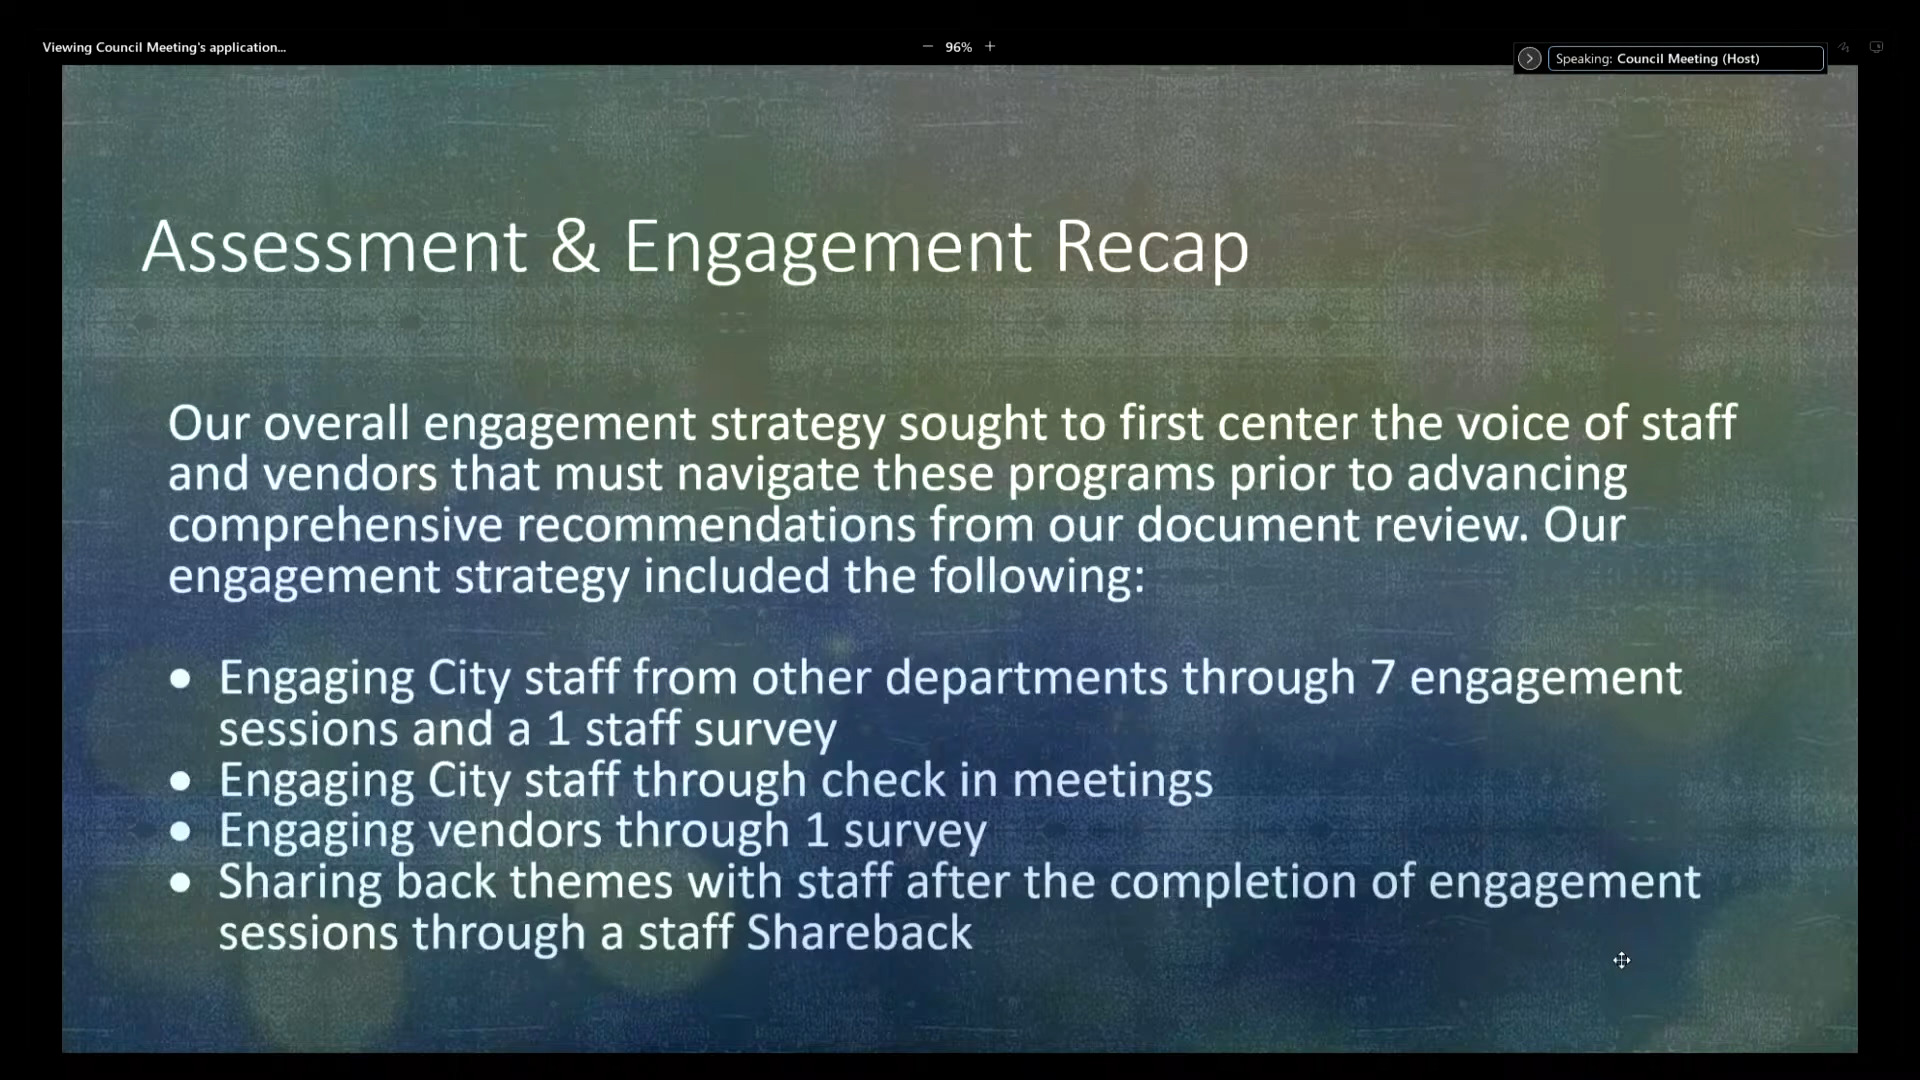 Viewing Council Meeting's application...
96%
Speaking: Council Meeting (Host)
Assessment & Engagement Recap
Our overall engagement strategy sought to first center the voice of staff
and vendors that must navigate these programs prior to advancing
comprehensive recommendations from our document review. Our
engagement strategy included the following:
● Engaging City staff from other departments through 7 engagement
sessions and a 1 staff survey
● Engaging City staff through check in meetings
● Engaging vendors through 1 survey
● Sharing back themes with staff after the completion of engagement
sessions through a staff Shareback